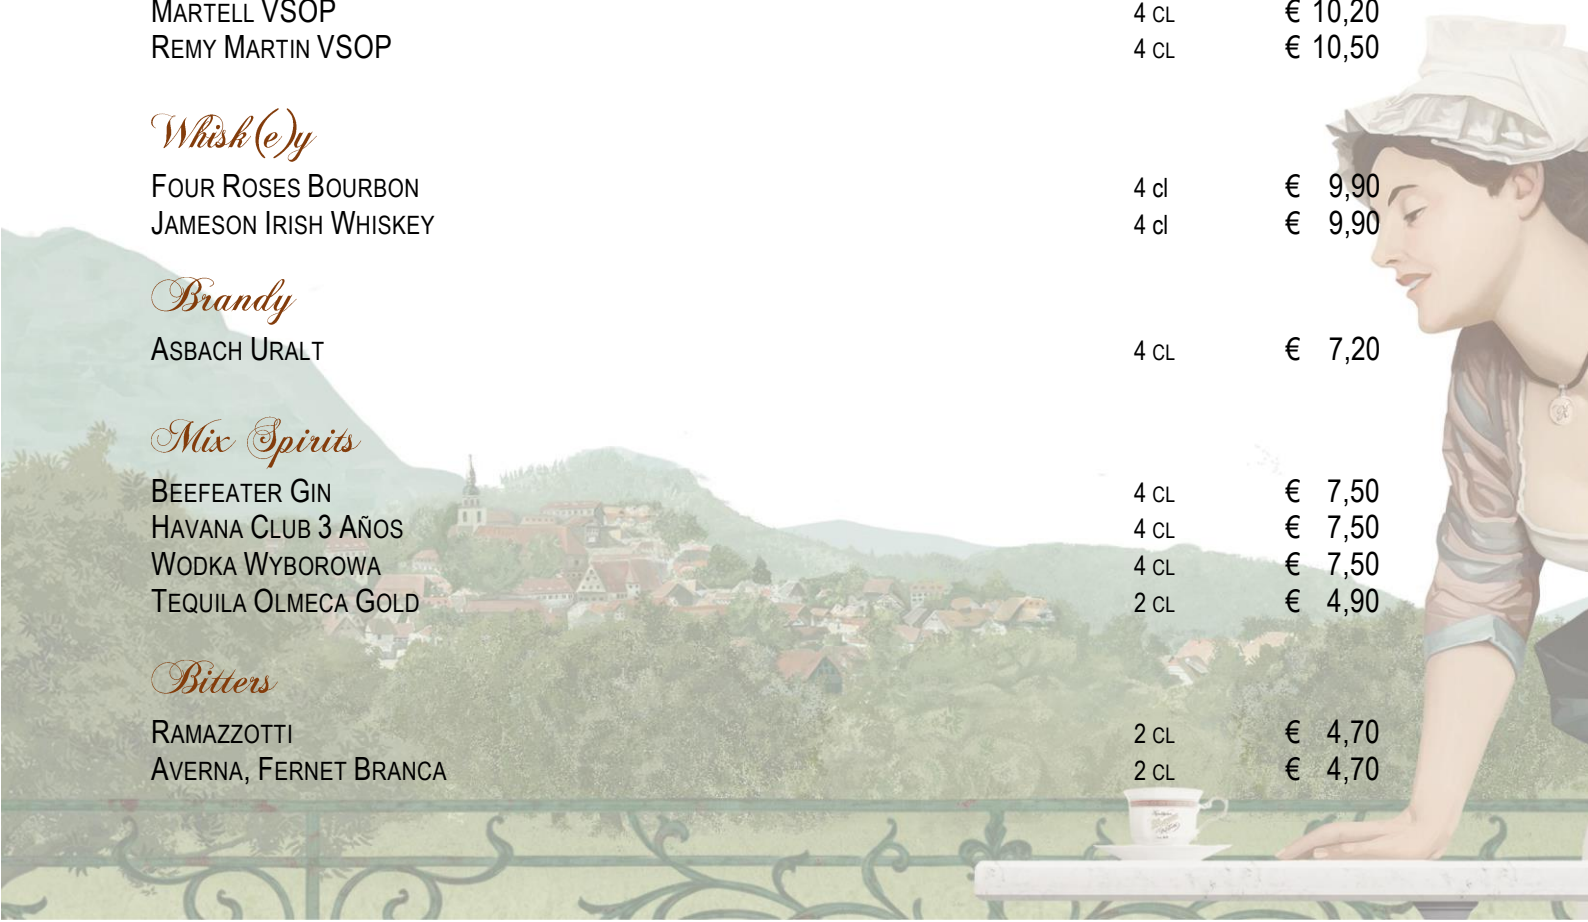 MARTELL VSOP 4 CL € 10,20
REMY MARTIN VSOP 4 CL € 10,50
Whisk(e)y
FOUR ROSES BOURBON 4 cl € 9,90
JAMESON IRISH WHISKEY 4 cl € 9,90
Brandy
ASBACH URALT 4 CL € 7,20
Mix Spirits
BEEFEATER GIN 4 CL € 7,50
HAVANA CLUB 3 AÑOS 4 CL € 7,50
WODKA WYBOROWA 4 CL € 7,50
TEQUILA OLMECA GOLD 2 CL € 4,90
Bitters
RAMAZZOTTI 2 CL € 4,70
AVERNA, FERNET BRANCA 2 CL € 4,70